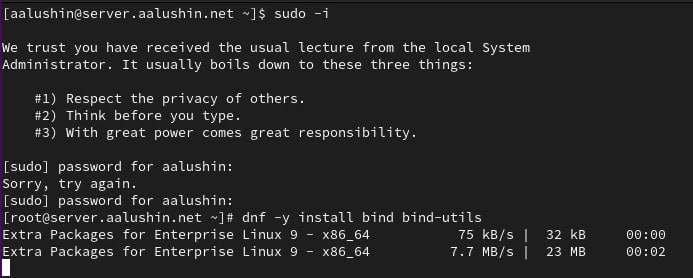 [aalushin@server.aalushin.net ~]$ sudo -i
We trust you have received the usual lecture from the local System
Administrator. It usually boils down to these three things:
#1) Respect the privacy of others.
#2) Think before you type.
#3) With great power comes great responsibility.
[sudo] password for aalushin:
Sorry, try again.
[sudo] password for aalushin:
[root@server.aalushin.net ~]# dnf -y install bind bind-utils
Extra Packages for Enterprise Linux 9 - x86_64 75 kB/s | 32 kB 00:00
Extra Packages for Enterprise Linux 9 - x86_64 7.7 MB/s | 23 MB 00:02